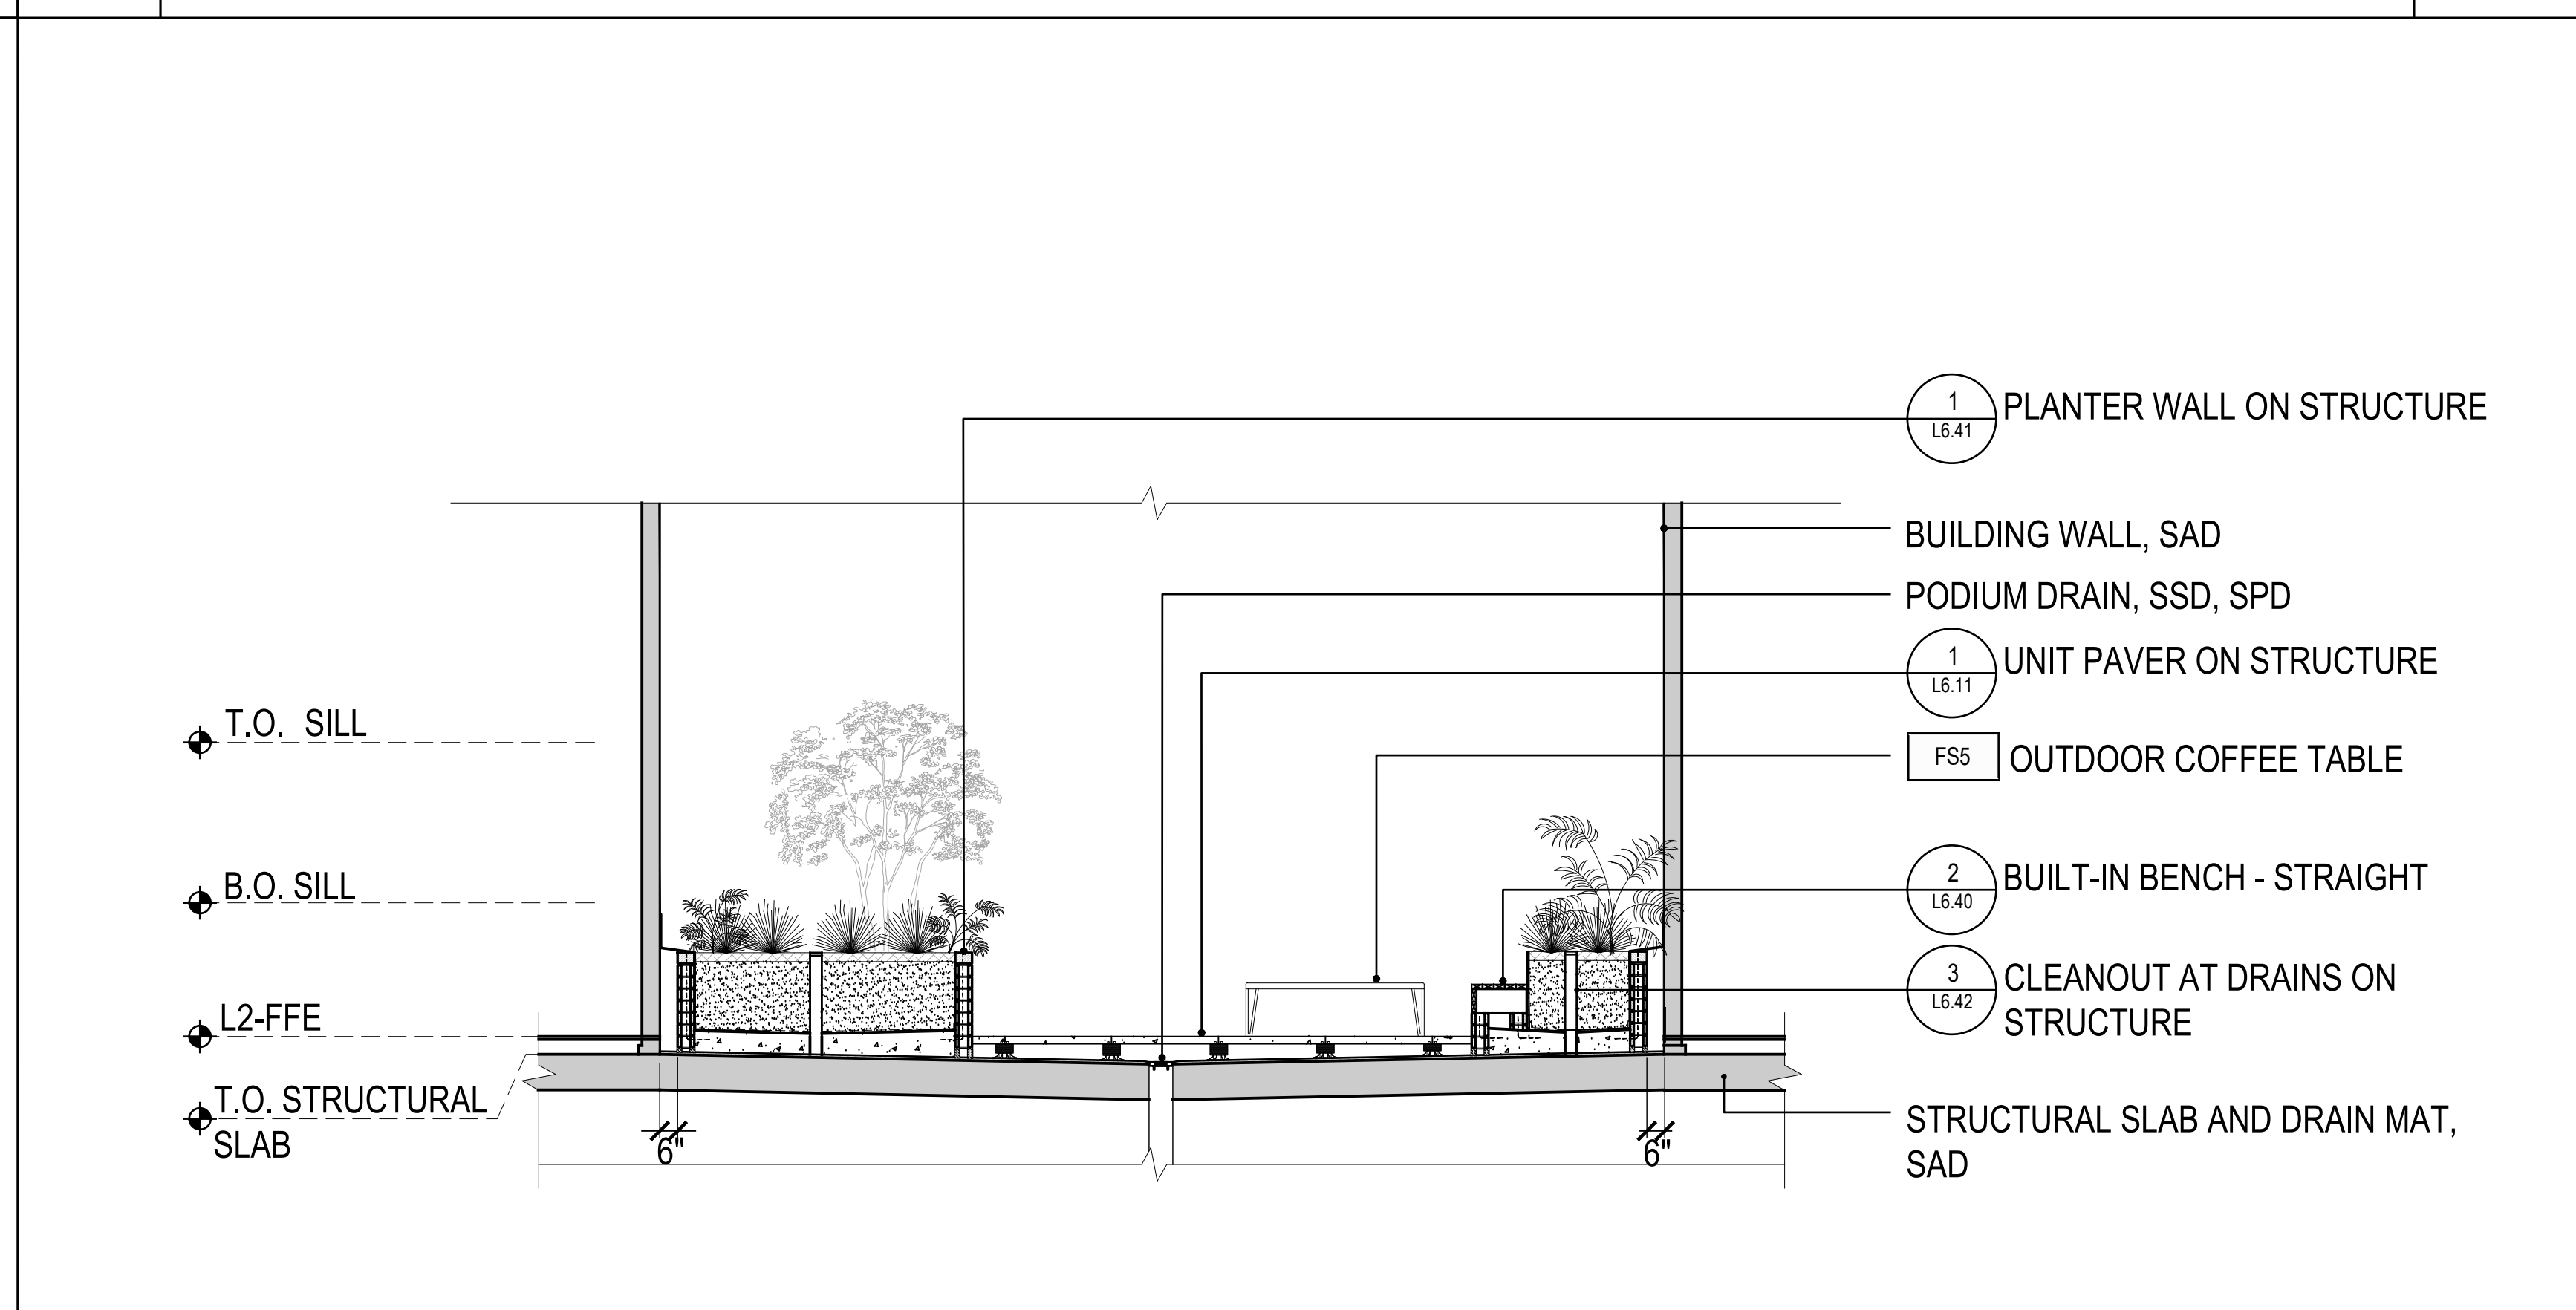 1
L6.41
PLANTER WALL ON STRUCTURE
BUILDING WALL, SAD
PODIUM DRAIN, SSD, SPD
1
L6.11
UNIT PAVER ON STRUCTURE
T.O. SILL
FS5
OUTDOOR COFFEE TABLE
B.O. SILL
2
L6.40
BUILT-IN BENCH - STRAIGHT
3
L6.42
CLEANOUT AT DRAINS ON
STRUCTURE
L2-FFE
T.O. STRUCTURAL
SLAB
6"
6"
STRUCTURAL SLAB AND DRAIN MAT,
SAD